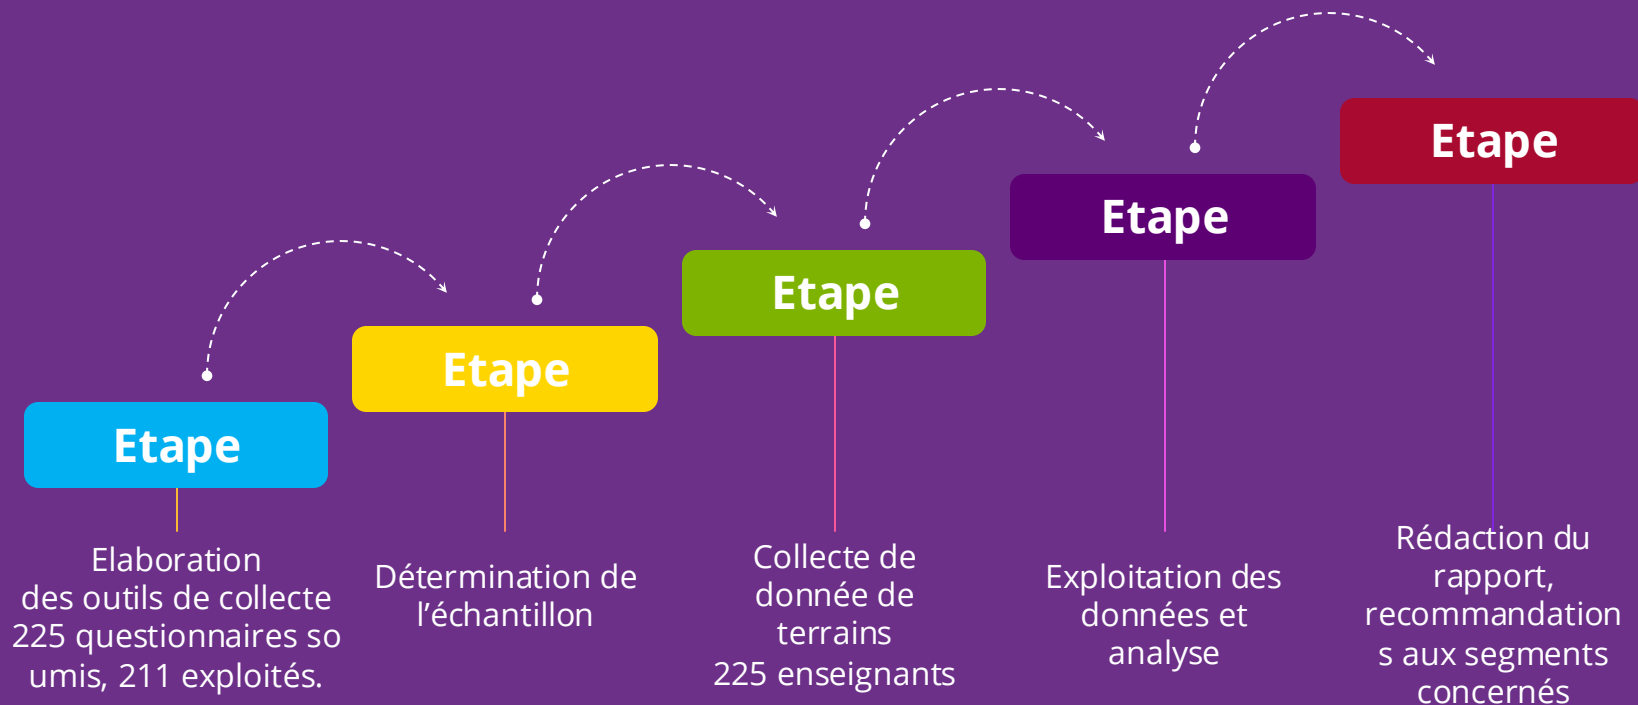 Etape
Elaboration
des outils de collecte
225 questionnaires so
umis, 211 exploités.
Etape
Détermination de
l’échantillon
Etape
Collecte de
donnée de
terrains
225 enseignants
Etape
Exploitation des
données et
analyse
Etape
Rédaction du
rapport,
recommandation
s aux segments
concernés